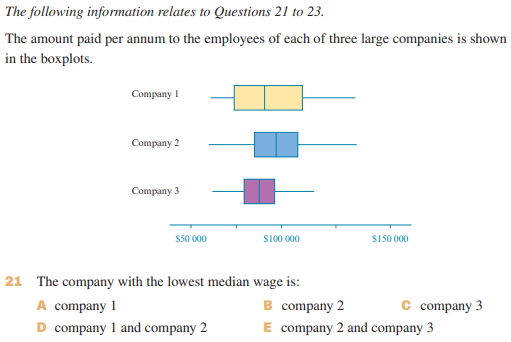 The following information relates to Questions 21 to 23.
The amount paid per annum to the employees of each of three large companies is shown
in the boxplots.
Company 1
Company 2
Company 3
$50 000 $100 000 $150 000
21 The company with the lowest median wage is:
A company 1 B company 2 C company 3
D company 1 and company 2 E company 2 and company 3